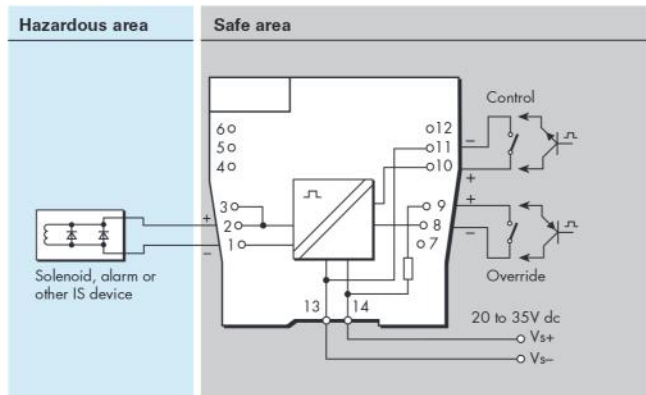 Hazardous area
Safe area
Control
6
5
4
3
2
1
12
11
10
9
8
7
−
+
+
−
+
−
Solenoid, alarm or
other IS device
Override
13
14
20 to 35V dc
Vs+
Vs−